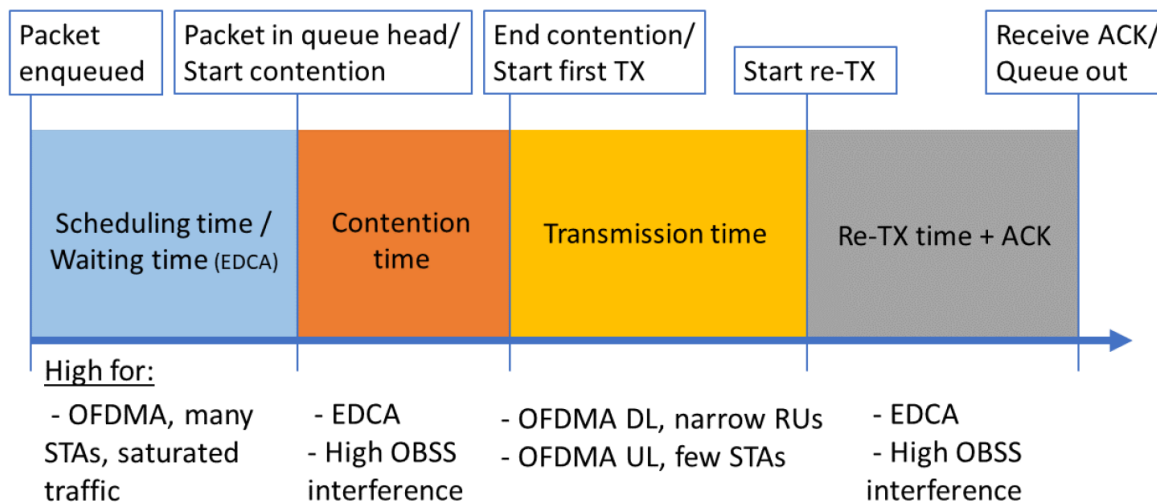 Packet
enqueued
Packet in queue head/
Start contention
End contention/
Start first TX
Start re-TX
Receive ACK/
Queue out
Scheduling time /
Waiting time (EDCA)
Contention
time
Transmission time
Re-TX time + ACK
High for:
- OFDMA, many
STAs, saturated
traffic
- EDCA
- High OBSS
interference
- OFDMA DL, narrow RUs
- OFDMA UL, few STAs
- EDCA
- High OBSS
interference